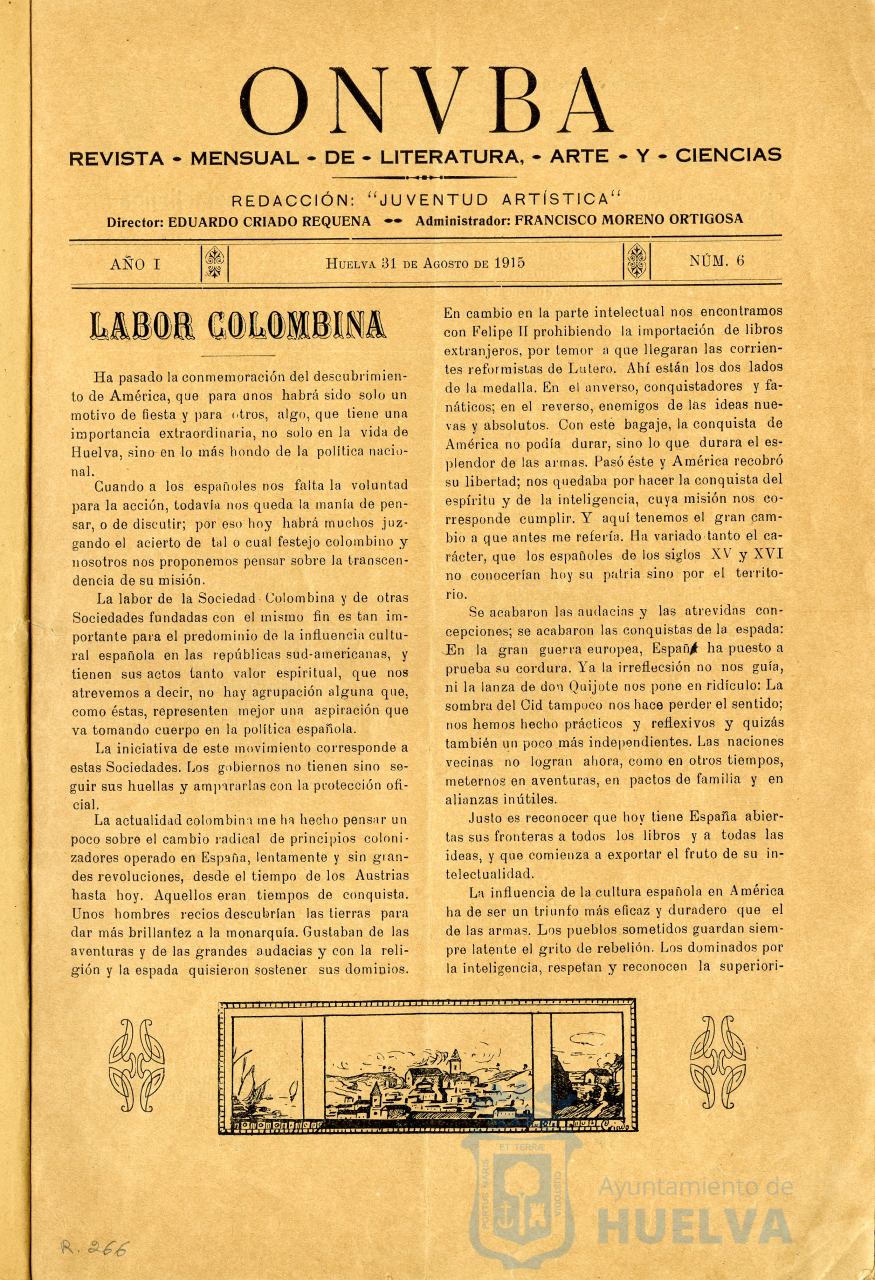 ONVBA
REVISTA - MENSUAL - DE - LITERATURA, - ARTE - Y - CIENCIAS
REDACCIÓN: "JUVENTUD ARTÍSTICA"
Director: EDUARDO CRIADO REQUENA -- Administrador: FRANCISCO MORENO ORTIGOSA
AÑO I
HUELVA 31 DE AGOSTO DE 1915
NÚM. 6
LABOR COLOMBINA
Ha pasado la conmemoración del descubrimien-
to de América, que para unos habrá sido solo un
motivo de fiesta y para otros, algo, que tiene una
importancia extraordinaria, no solo en la vida de
Huelva, sino en lo más hondo de la política nacio-
nal.
Cuando a los españoles nos falta la voluntad
para la acción, todavía nos queda la manía de pen-
sar, o de discutir; por eso hoy habrá muchos juz-
gando el acierto de tal o cual festejo colombino y
nosotros nos proponemos pensar sobre la transcen-
dencia de su misión.
La labor de la Sociedad Colombina y de otras
Sociedades fundadas con el mismo fin es tan im-
portante para el predominio de la influencia cultu-
ral española en las repúblicas sud-americanas, y
tienen sus actos tanto valor espiritual, que nos
atrevemos a decir, no hay agrupación alguna que,
como éstas, representen mejor una aspiración que
va tomando cuerpo en la política española.
La iniciativa de este movimiento corresponde a
estas Sociedades. Los gobiernos no tienen sino se-
guir sus huellas y ampararlas con la protección ofi-
cial.
La actualidad colombina me ha hecho pensar un
poco sobre el cambio radical de principios coloni-
zadores operado en España, lentamente y sin gran-
des revoluciones, desde el tiempo de los Austrias
hasta hoy. Aquellos eran tiempos de conquista.
Unos hombres recios descubrían las tierras para
dar más brillantez a la monarquía. Gustaban de las
aventuras y de las grandes audacias y con la reli-
gión y la espada quisieron sostener sus dominios.
En cambio en la parte intelectual nos encontramos
con Felipe II prohibiendo la importación de libros
extranjeros, por temor a que llegaran las corrien-
tes reformistas de Lutero. Ahí están los dos lados
de la medalla. En el anverso, conquistadores y fa-
náticos; en el reverso, enemigos de las ideas nue-
vas y absolutos. Con este bagaje, la conquista de
América no podía durar, sino lo que durara el es-
plendor de las armas. Pasó éste y América recobró
su libertad; nos quedaba por hacer la conquista del
espíritu y de la inteligencia, cuya misión nos co-
rresponde cumplir. Y aquí tenemos el gran cam-
bio a que antes me refería. Ha variado tanto el ca-
rácter, que los españoles de los siglos XV y XVI
no conocerían hoy su patria sino por el territo-
rio.
Se acabaron las audacias y las atrevidas con-
cepciones; se acabaron las conquistas de la espada:
En la gran guerra europea, España ha puesto a
prueba su cordura. Ya la irreflecsión no nos guía,
ni la lanza de don Quijote nos pone en ridículo: La
sombra del Cid tampoco nos hace perder el sentido;
nos hemos hecho prácticos y reflexivos y quizás
también un poco más independientes. Las naciones
vecinas no logran ahora, como en otros tiempos,
meternos en aventuras, en pactos de familia y en
alianzas inútiles.
Justo es reconocer que hoy tiene España abier-
tas sus fronteras a todos los libros y a todas las
ideas, y que comienza a exportar el fruto de su in-
telectualidad.
La influencia de la cultura española en América
ha de ser un triunfo más eficaz y duradero que el
de las armas. Los pueblos sometidos guardan siem-
pre latente el grito de rebelión. Los dominados por
la inteligencia, respetan y reconocen la superiori-
PORTUS MARIS
ET TERRÆ
CUSTODIA
Ayuntamiento de
HUELVA
R. 266